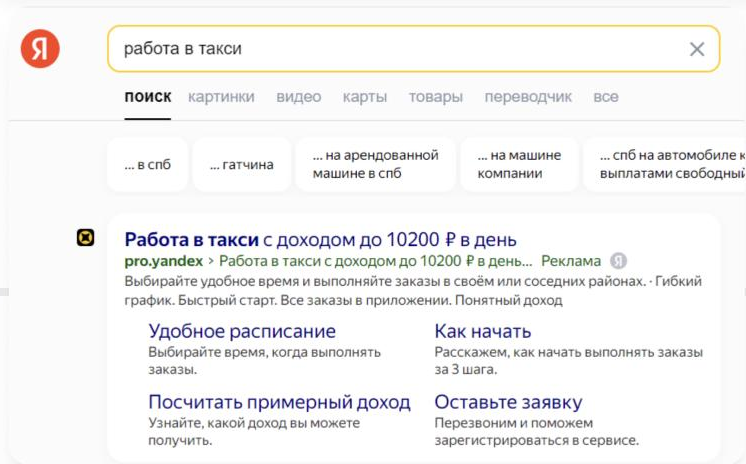 Я
работа в такси
поиск картинки видео карты товары переводчик все
... в спб
... гатчина
... на арендованной
машине в спб
... на машине
компании
... спб на автомобиле к
выплатами свободный
Работа в такси с доходом до 10200 ₽ в день
pro.yandex › Работа в такси с доходом до 10200 ₽ в день... Реклама Я
Выбирайте удобное время и выполняйте заказы в своём или соседних районах. · Гибкий
график. Быстрый старт. Все заказы в приложении. Понятный доход
Удобное расписание
Выбирайте время, когда выполнять
заказы.
Как начать
Расскажем, как начать выполнять заказы
за 3 шага.
Посчитать примерный доход
Узнайте, какой доход вы можете
получить.
Оставьте заявку
Перезвоним и поможем
зарегистрироваться в сервисе.